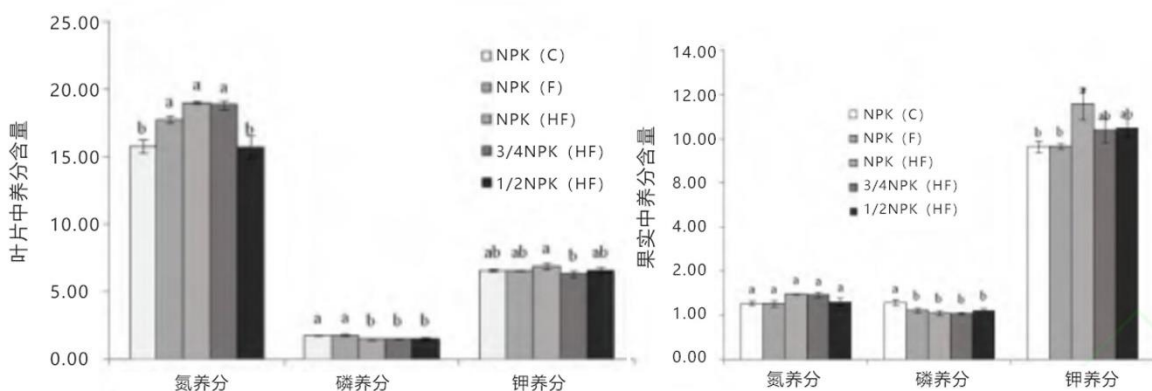 25.00
20.00
15.00
10.00
5.00
0.00
叶片中养分含量
NPK（C）
NPK（F）
NPK（HF）
3/4NPK（HF）
1/2NPK（HF）
b a a a b
a a b b b
ab ab a b ab
氮养分 磷养分 钾养分
14.00
12.00
10.00
8.00
4.00
2.00
1.00
0.00
果实中养分含量
NPK（C）
NPK（F）
NPK（HF）
3/4NPK（HF）
1/2NPK（HF）
a a a a a
a b b b b
b b a ab ab
氮养分 磷养分 钾养分